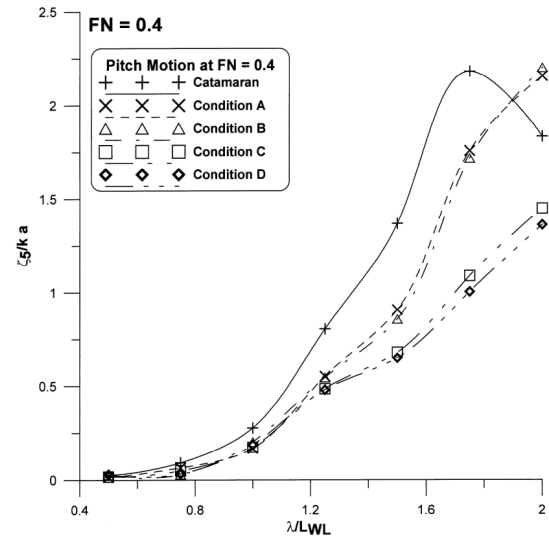 FN = 0.4
Pitch Motion at FN = 0.4
Catamaran
Condition A
Condition B
Condition C
Condition D
2.5
2
1.5
1
0.5
0
ζ5/k a
0.4
0.8
1.2
1.6
2
λ/LWL